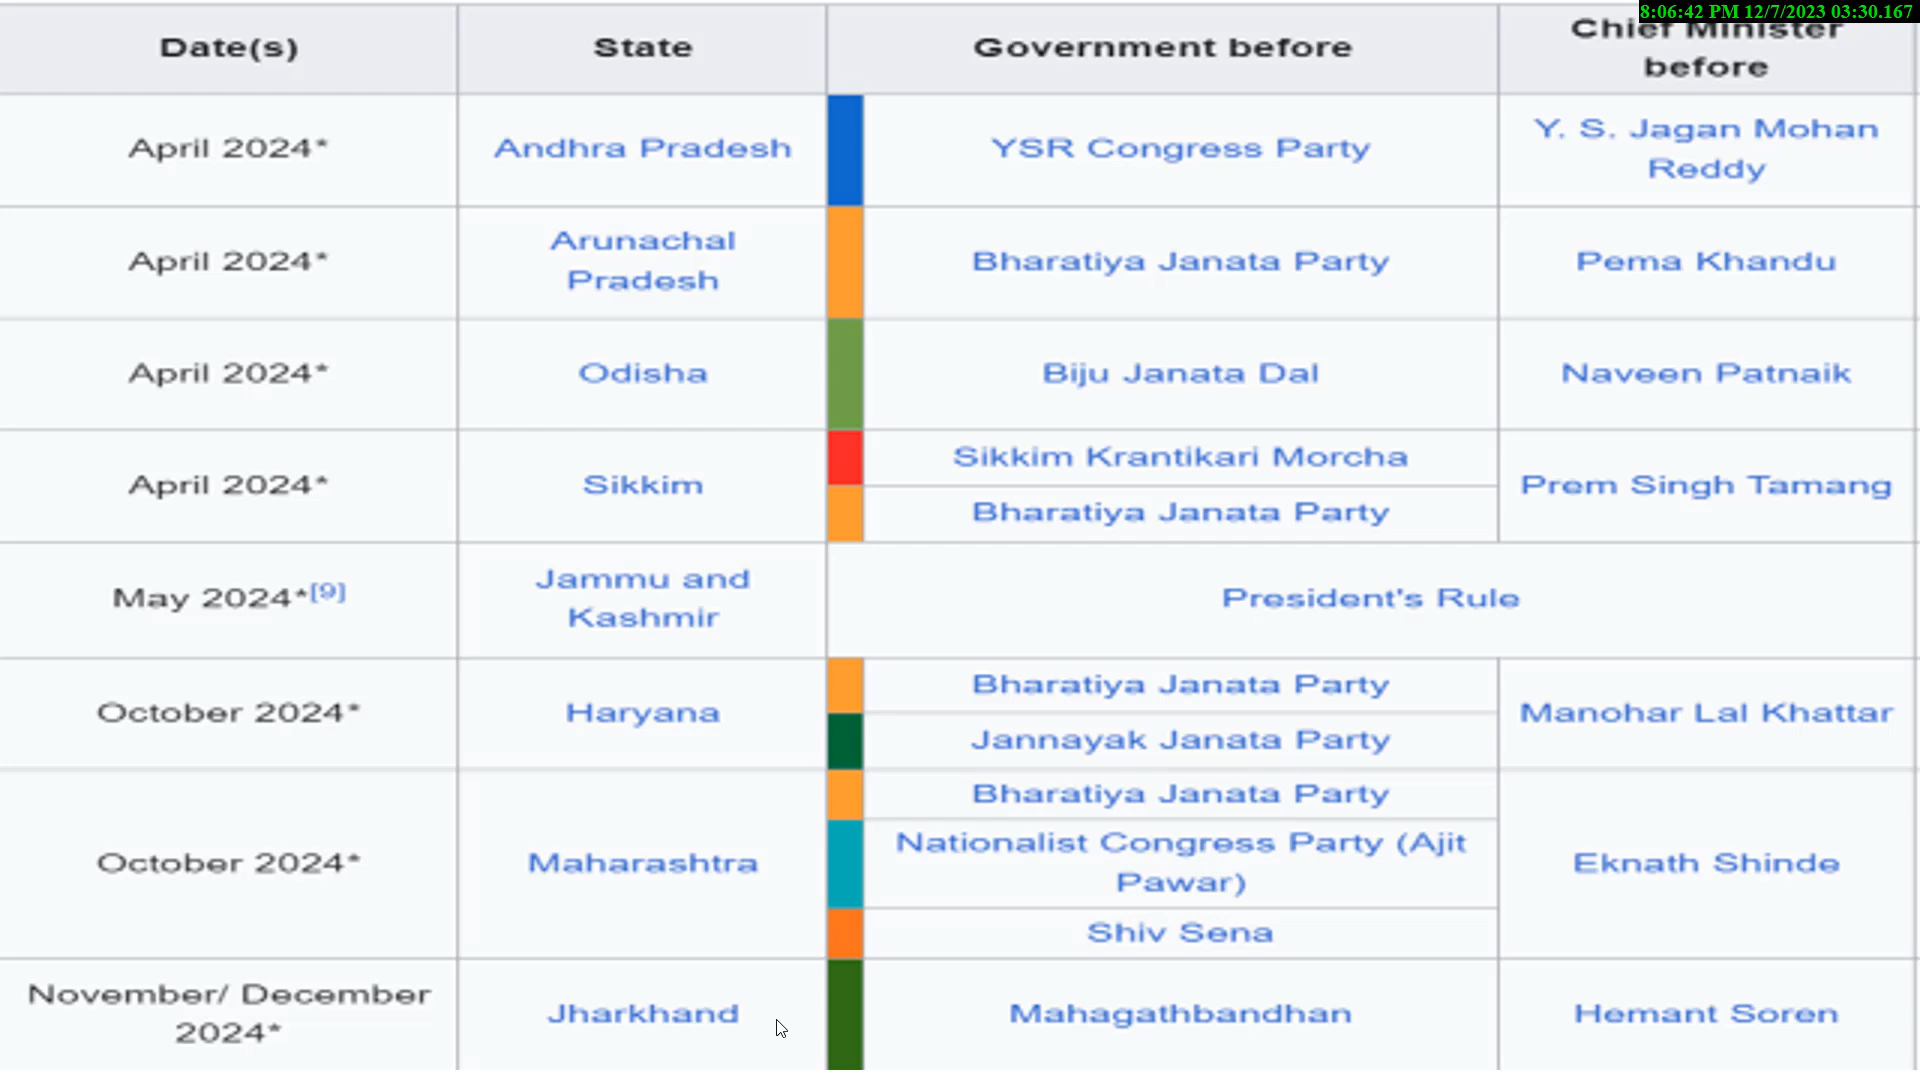 8:06:42 PM 12/7/2023 03:30.167
Date(s) State Government before Chief Minister
before
April 2024* Andhra Pradesh YSR Congress Party Y. S. Jagan Mohan
Reddy
April 2024* Arunachal
Pradesh Bharatiya Janata Party Pema Khandu
April 2024* Odisha Biju Janata Dal Naveen Patnaik
April 2024* Sikkim Sikkim Krantikari Morcha
Bharatiya Janata Party Prem Singh Tamang
May 2024*[9] Jammu and
Kashmir President's Rule
October 2024* Haryana Bharatiya Janata Party
Jannayak Janata Party Manohar Lal Khattar
October 2024* Maharashtra Bharatiya Janata Party
Nationalist Congress Party (Ajit
Pawar)
Shiv Sena Eknath Shinde
November/ December
2024* Jharkhand Mahagathbandhan Hemant Soren